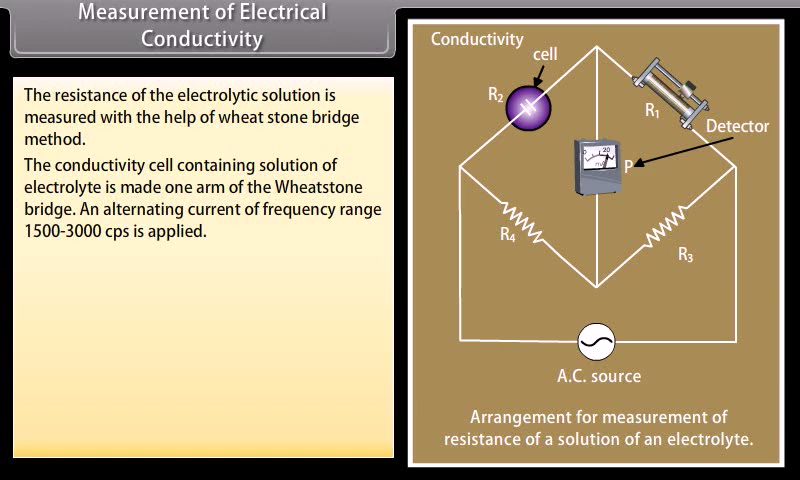 Measurement of Electrical
Conductivity
The resistance of the electrolytic solution is
measured with the help of wheat stone bridge
method.
The conductivity cell containing solution of
electrolyte is made one arm of the Wheatstone
bridge. An alternating current of frequency range
1500-3000 cps is applied.
Conductivity
cell
R₂
R₁
Detector
0 20
P
R₄
R₃
A.C. source
Arrangement for measurement of
resistance of a solution of an electrolyte.